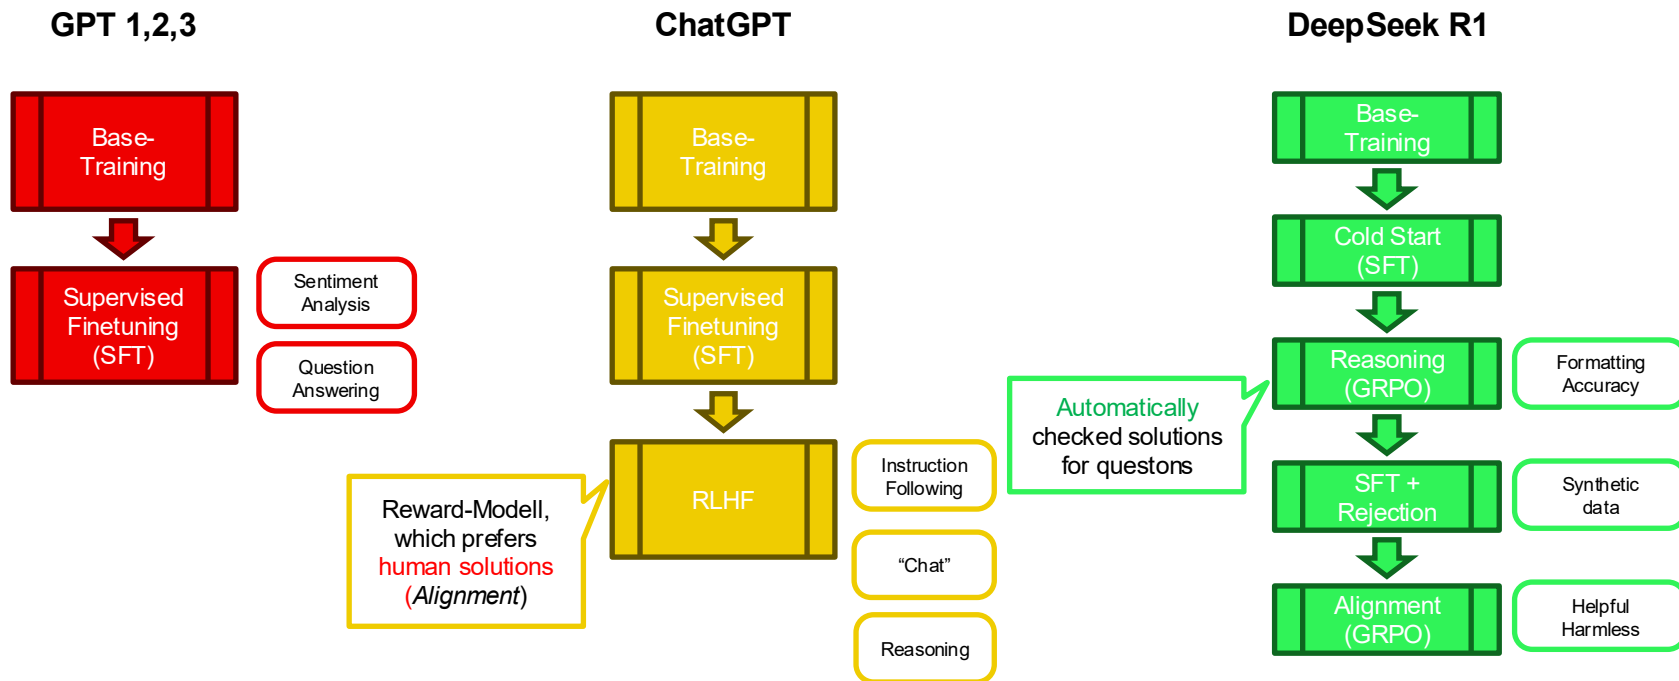 GPT 1,2,3
Base-
Training
Supervised
Finetuning
(SFT)
Sentiment
Analysis
Question
Answering
ChatGPT
Base-
Training
Supervised
Finetuning
(SFT)
RLHF
Reward-Modell,
which prefers
human solutions
(Alignment)
Instruction
Following
“Chat”
Reasoning
DeepSeek R1
Base-
Training
Cold Start
(SFT)
Reasoning
(GRPO)
Automatically
checked solutions
for questons
Formatting
Accuracy
SFT +
Rejection
Synthetic
data
Alignment
(GRPO)
Helpful
Harmless